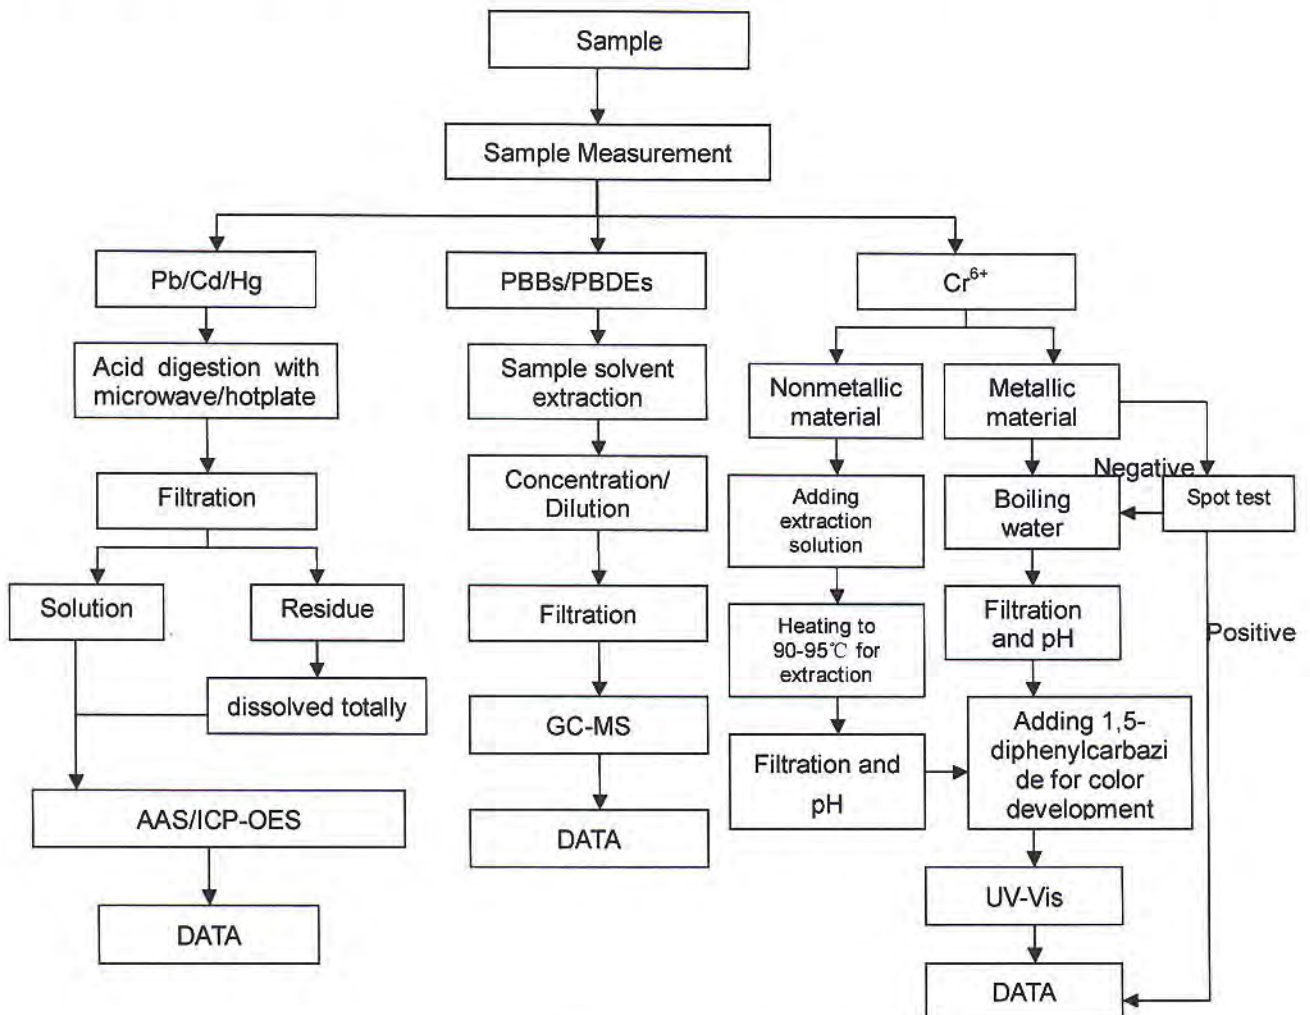 Sample
Sample Measurement
Pb/Cd/Hg
PBBs/PBDEs
Cr⁶⁺
Acid digestion with
microwave/hotplate
Sample solvent
extraction
Nonmetallic
material
Metallic
material
Filtration
Concentration/
Dilution
Adding
extraction
solution
Boiling
water
Negative
Spot test
Solution
Residue
Filtration
Heating to
90-95℃ for
extraction
Filtration
and pH
Positive
dissolved totally
GC-MS
Filtration and
pH
Adding 1,5-
diphenylcarbazi
de for color
development
AAS/ICP-OES
DATA
UV-Vis
DATA
DATA